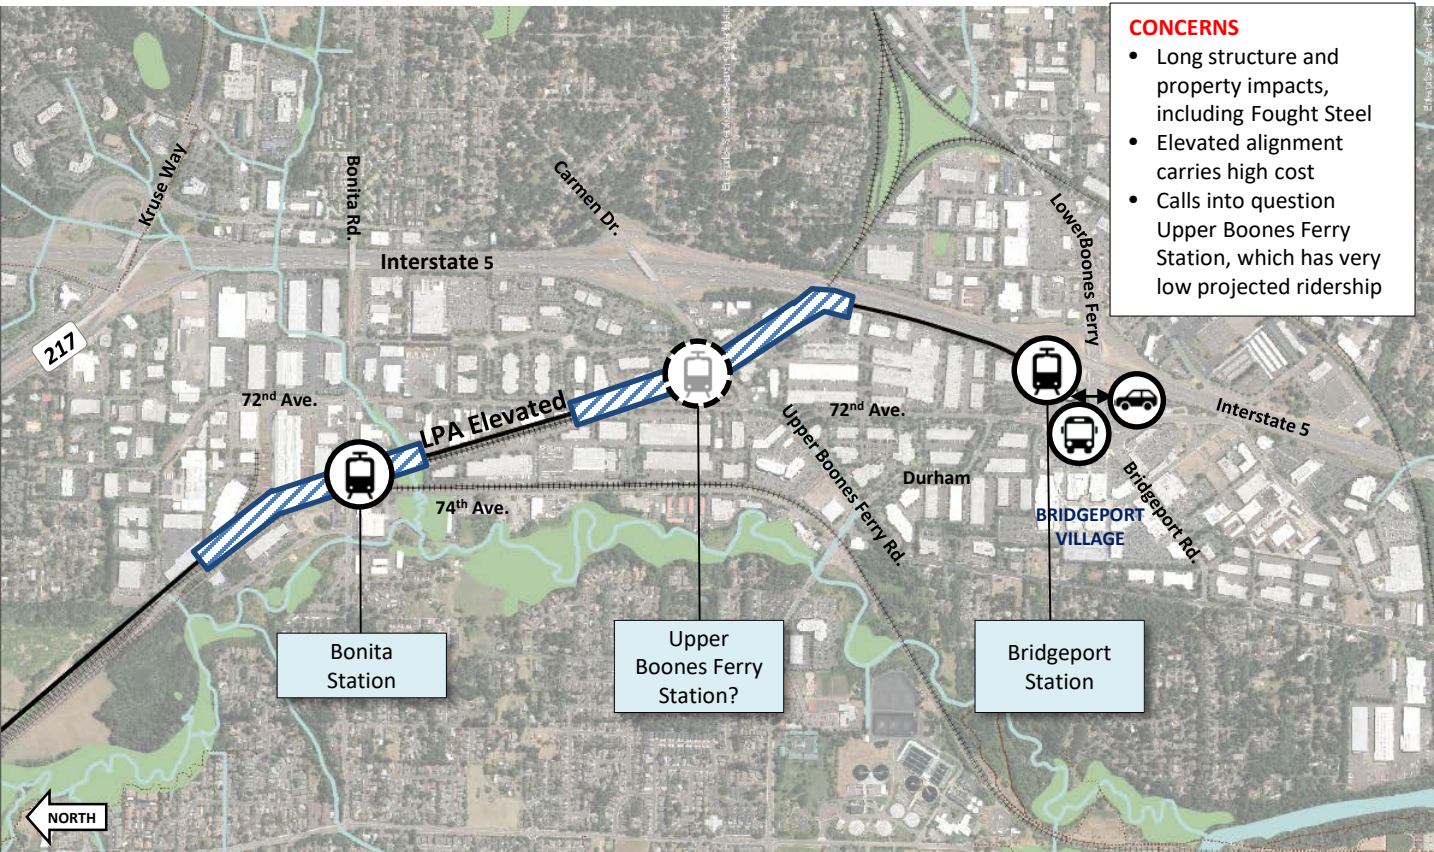 CONCERNS
• Long structure and
property impacts,
including Fought Steel
• Elevated alignment
carries high cost
• Calls into question
Upper Boones Ferry
Station, which has very
low projected ridership
Kruse Way
Bonita Rd.
Carmen Dr.
Lower Boones Ferry
Interstate 5
217
72nd Ave.
LPA Elevated
72nd Ave.
Interstate 5
Upper Boones Ferry Rd.
Durham
74th Ave.
BRIDGEPORT
VILLAGE
Bridgeport Rd.
Bonita
Station
Upper
Boones Ferry
Station?
Bridgeport
Station
NORTH